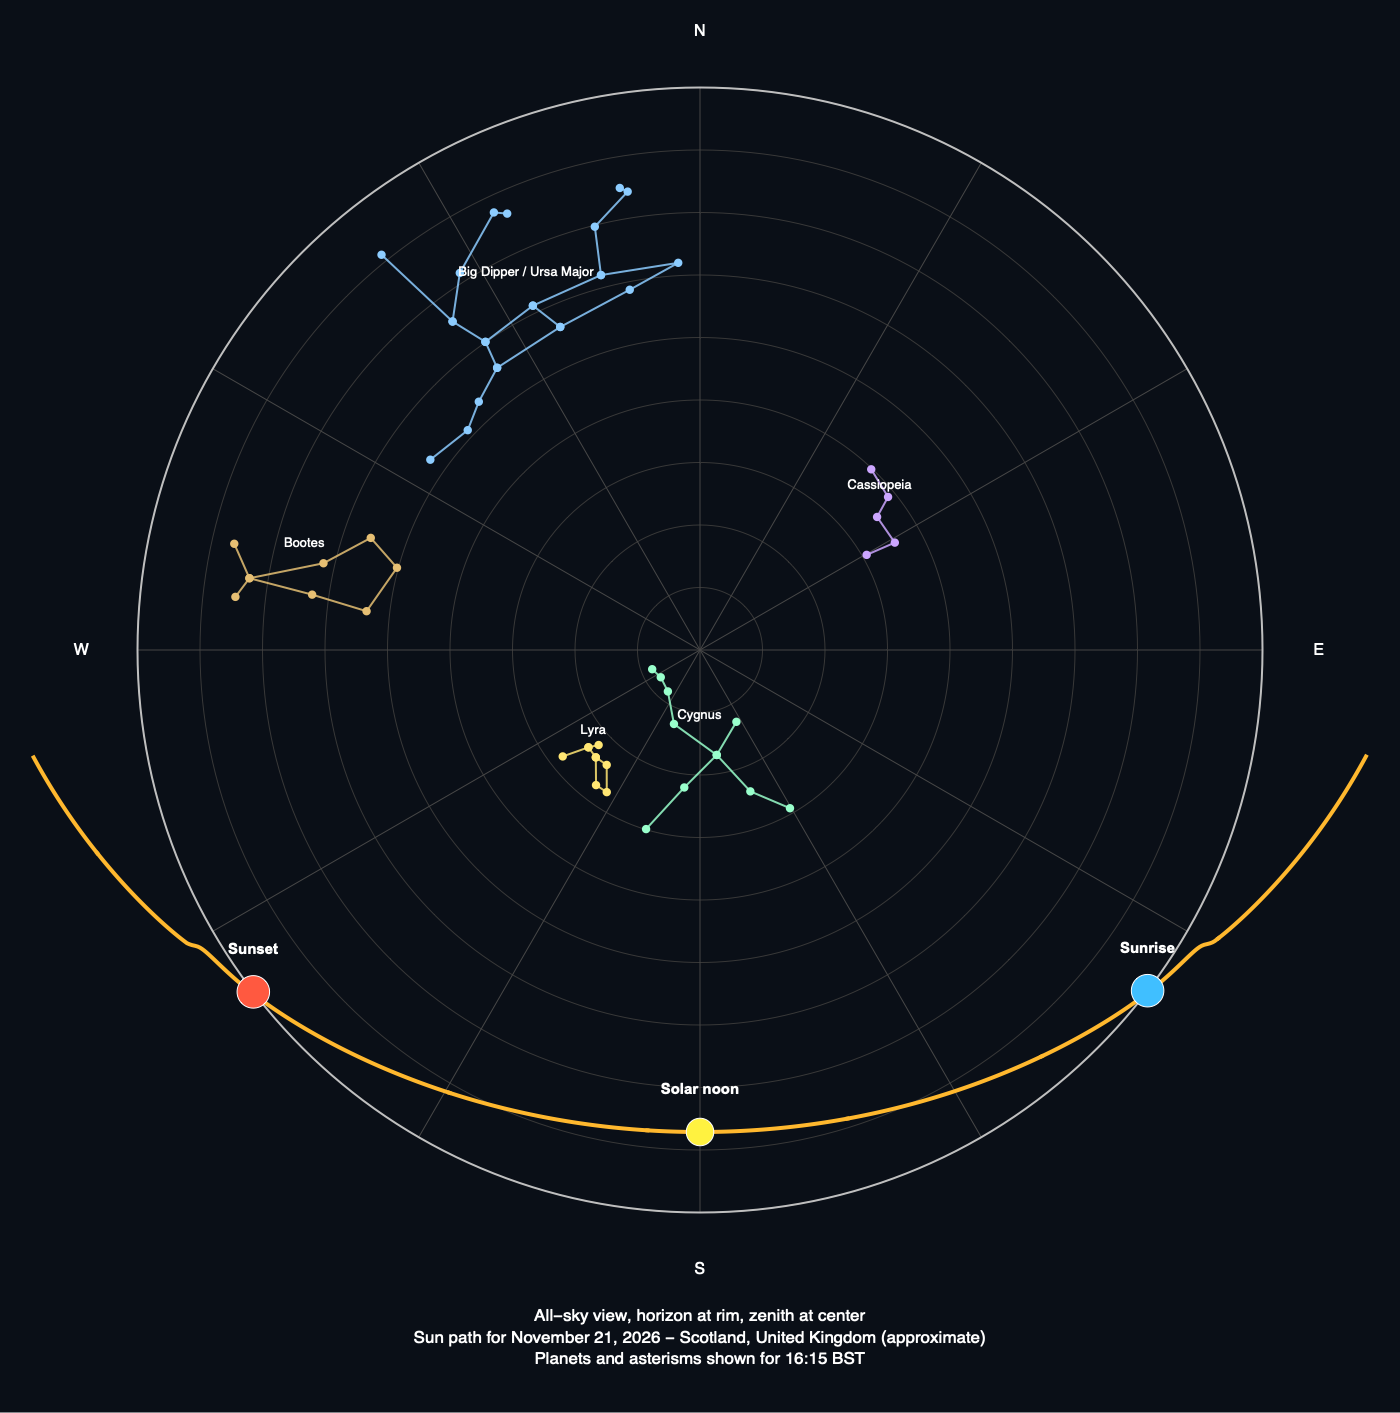 N
Big Dipper / Ursa Major
Cassiopeia
Bootes
W
E
Cygnus
Lyra
Sunset
Sunrise
Solar noon
S
All-sky view, horizon at rim, zenith at center
Sun path for November 21, 2026 – Scotland, United Kingdom (approximate)
Planets and asterisms shown for 16:15 BST